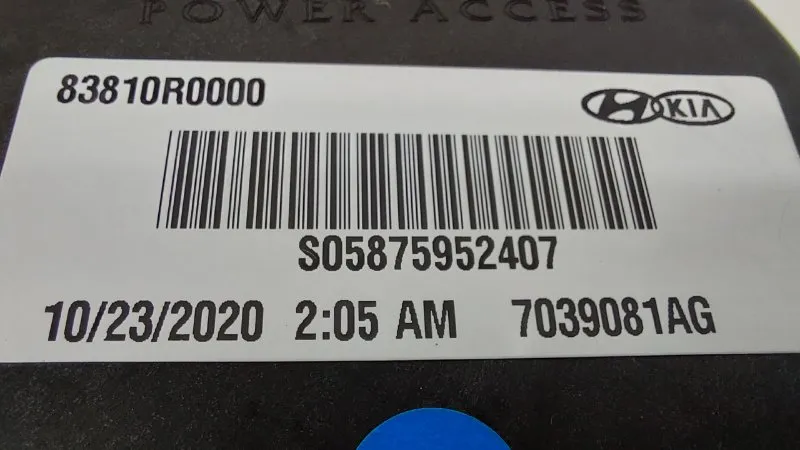 POWER ACCESS
83810R0000
KIA
S05875952407
10/23/2020 2:05 AM 7039081AG